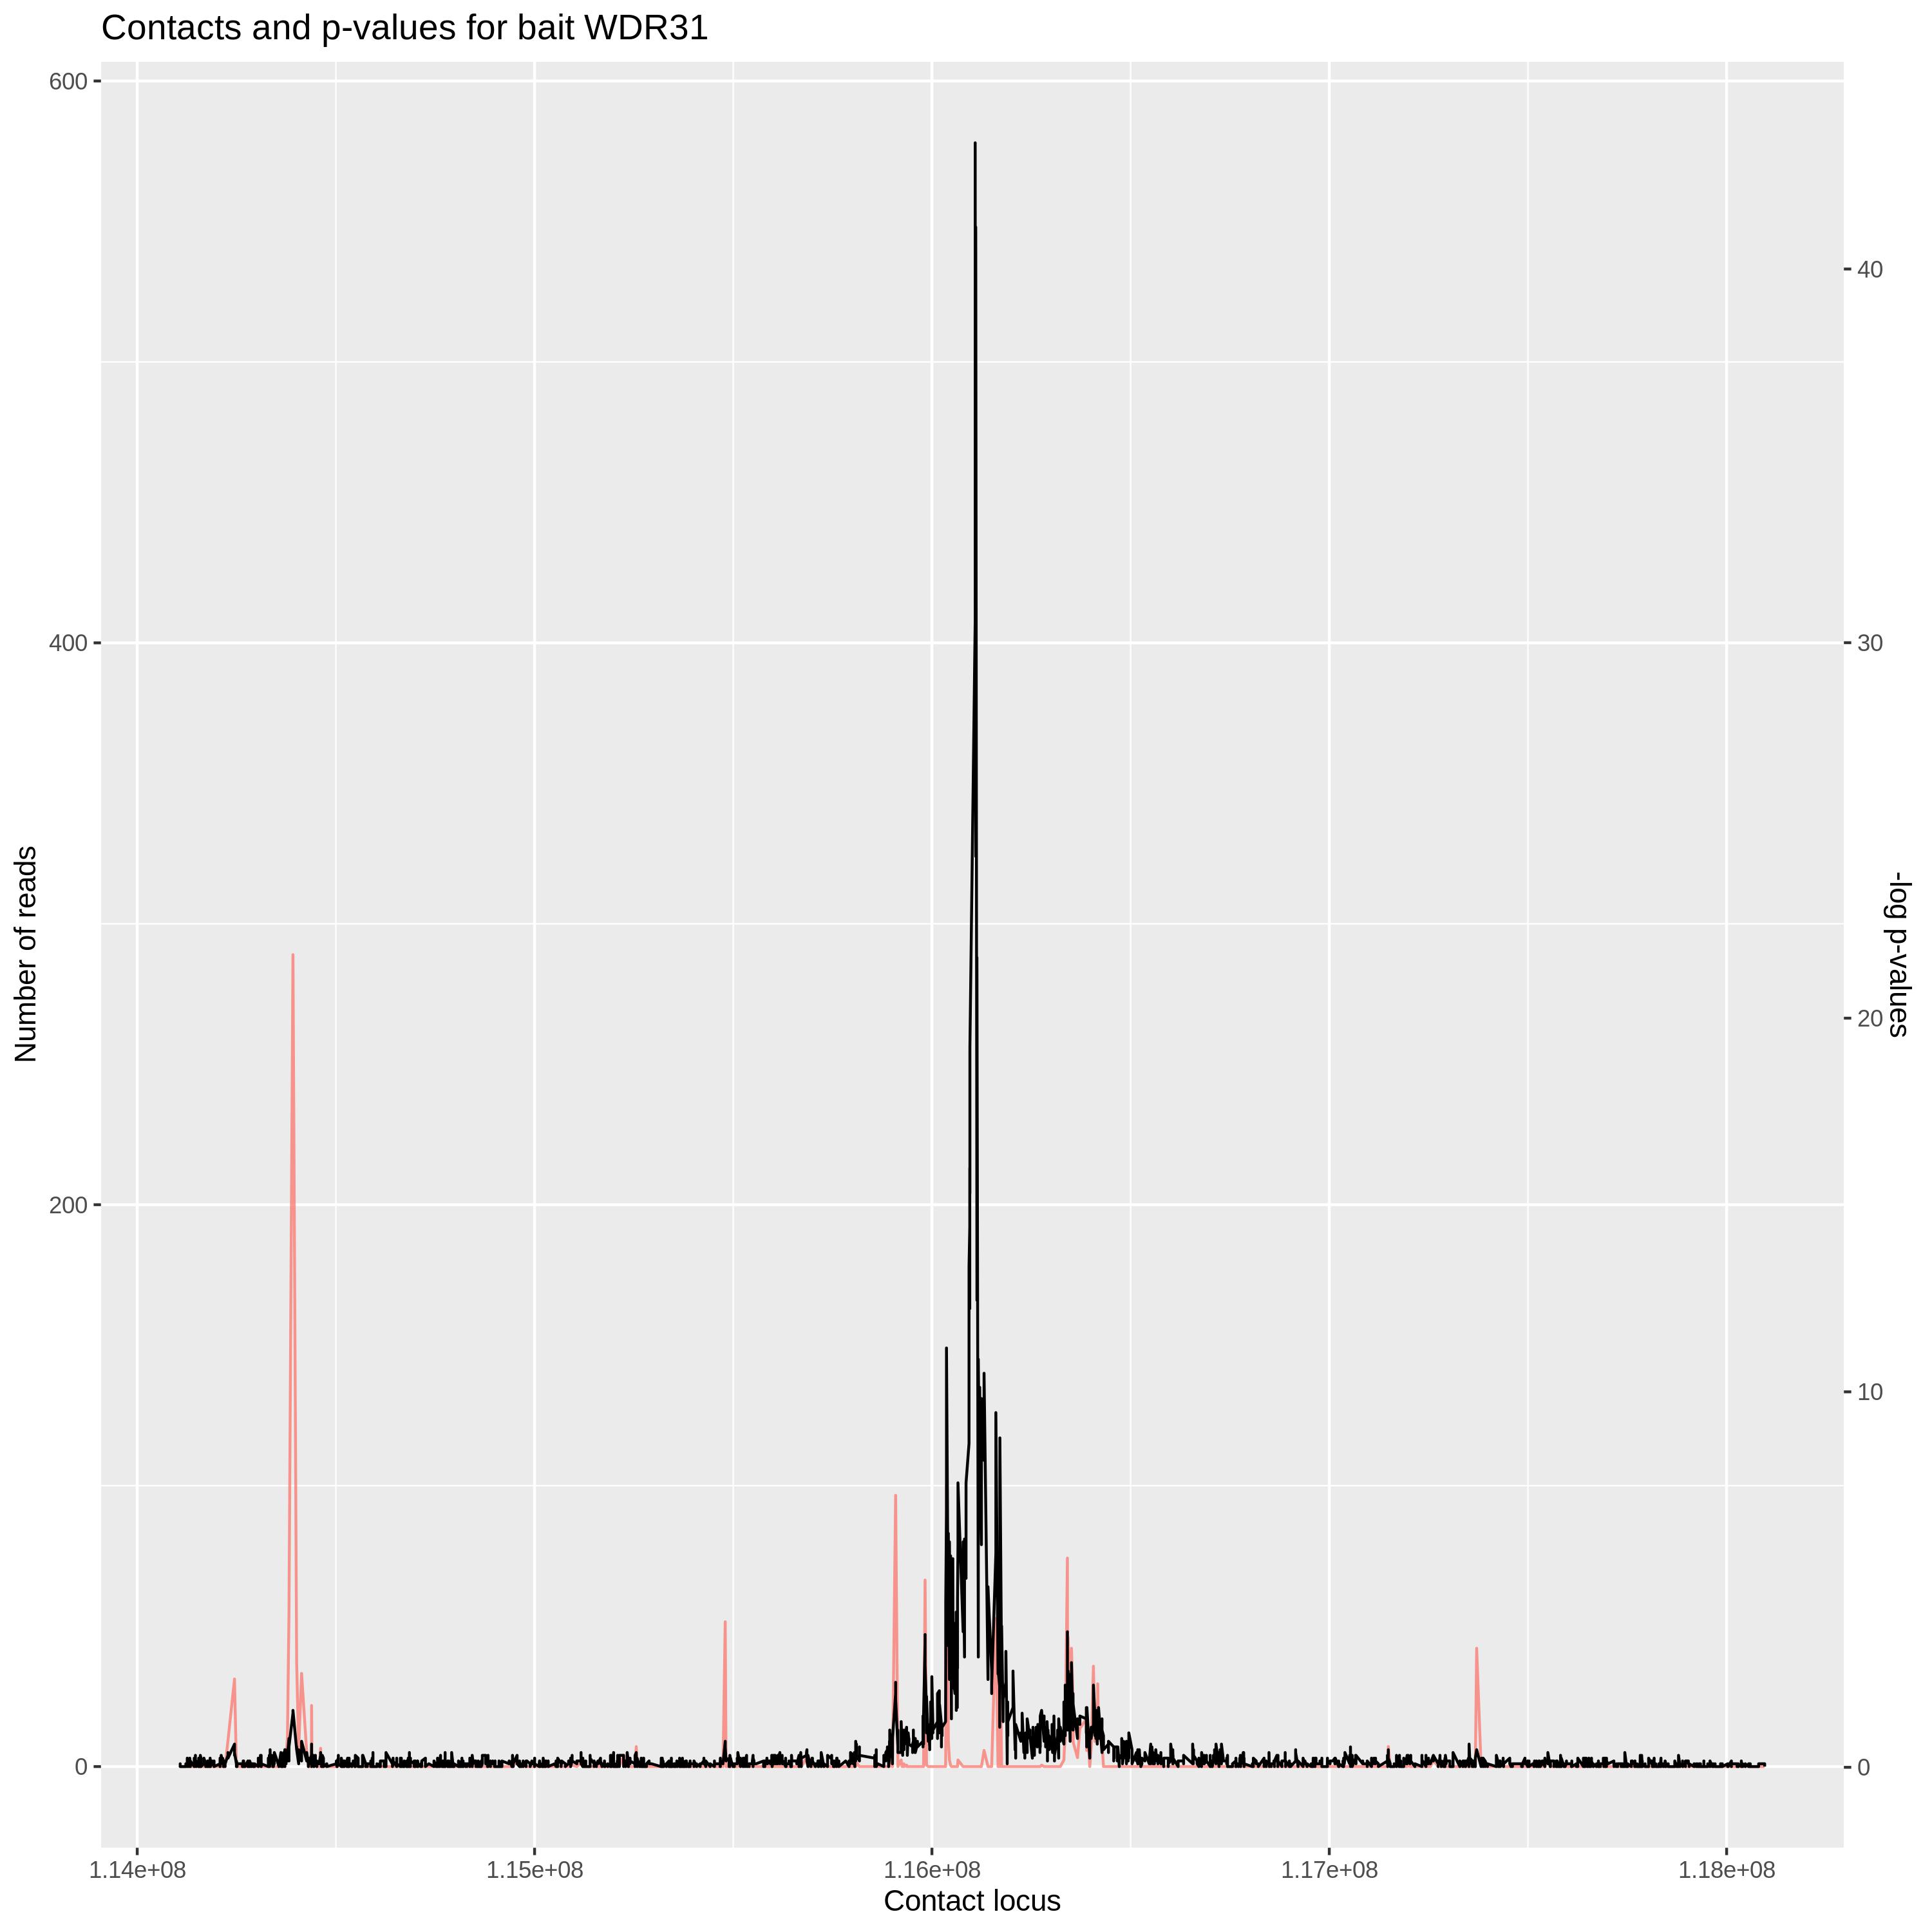 Contacts and p-values for bait WDR31
600
400
200
0
Number of reads
40
30
20
10
0
-log p-values
1.14e+08
1.15e+08
1.16e+08
1.17e+08
1.18e+08
Contact locus